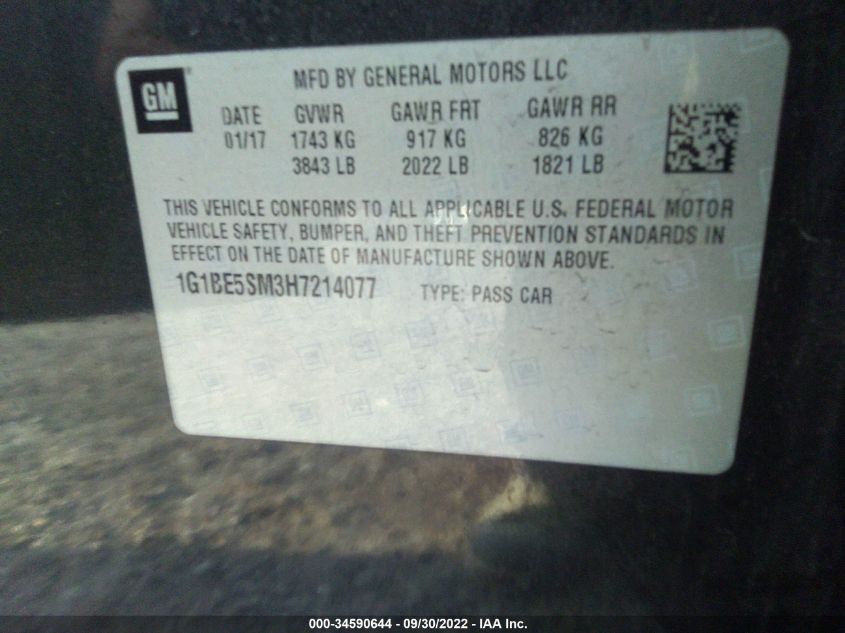 GM
MFD BY GENERAL MOTORS LLC
DATE GVWR GAWR FRT GAWR RR
01/17 1743 KG 917 KG 826 KG
3843 LB 2022 LB 1821 LB
THIS VEHICLE CONFORMS TO ALL APPLICABLE U.S. FEDERAL MOTOR
VEHICLE SAFETY, BUMPER, AND THEFT PREVENTION STANDARDS IN
EFFECT ON THE DATE OF MANUFACTURE SHOWN ABOVE.
1G1BE5SM3H7214077 TYPE: PASS CAR
000-34590644 - 09/30/2022 - IAA Inc.